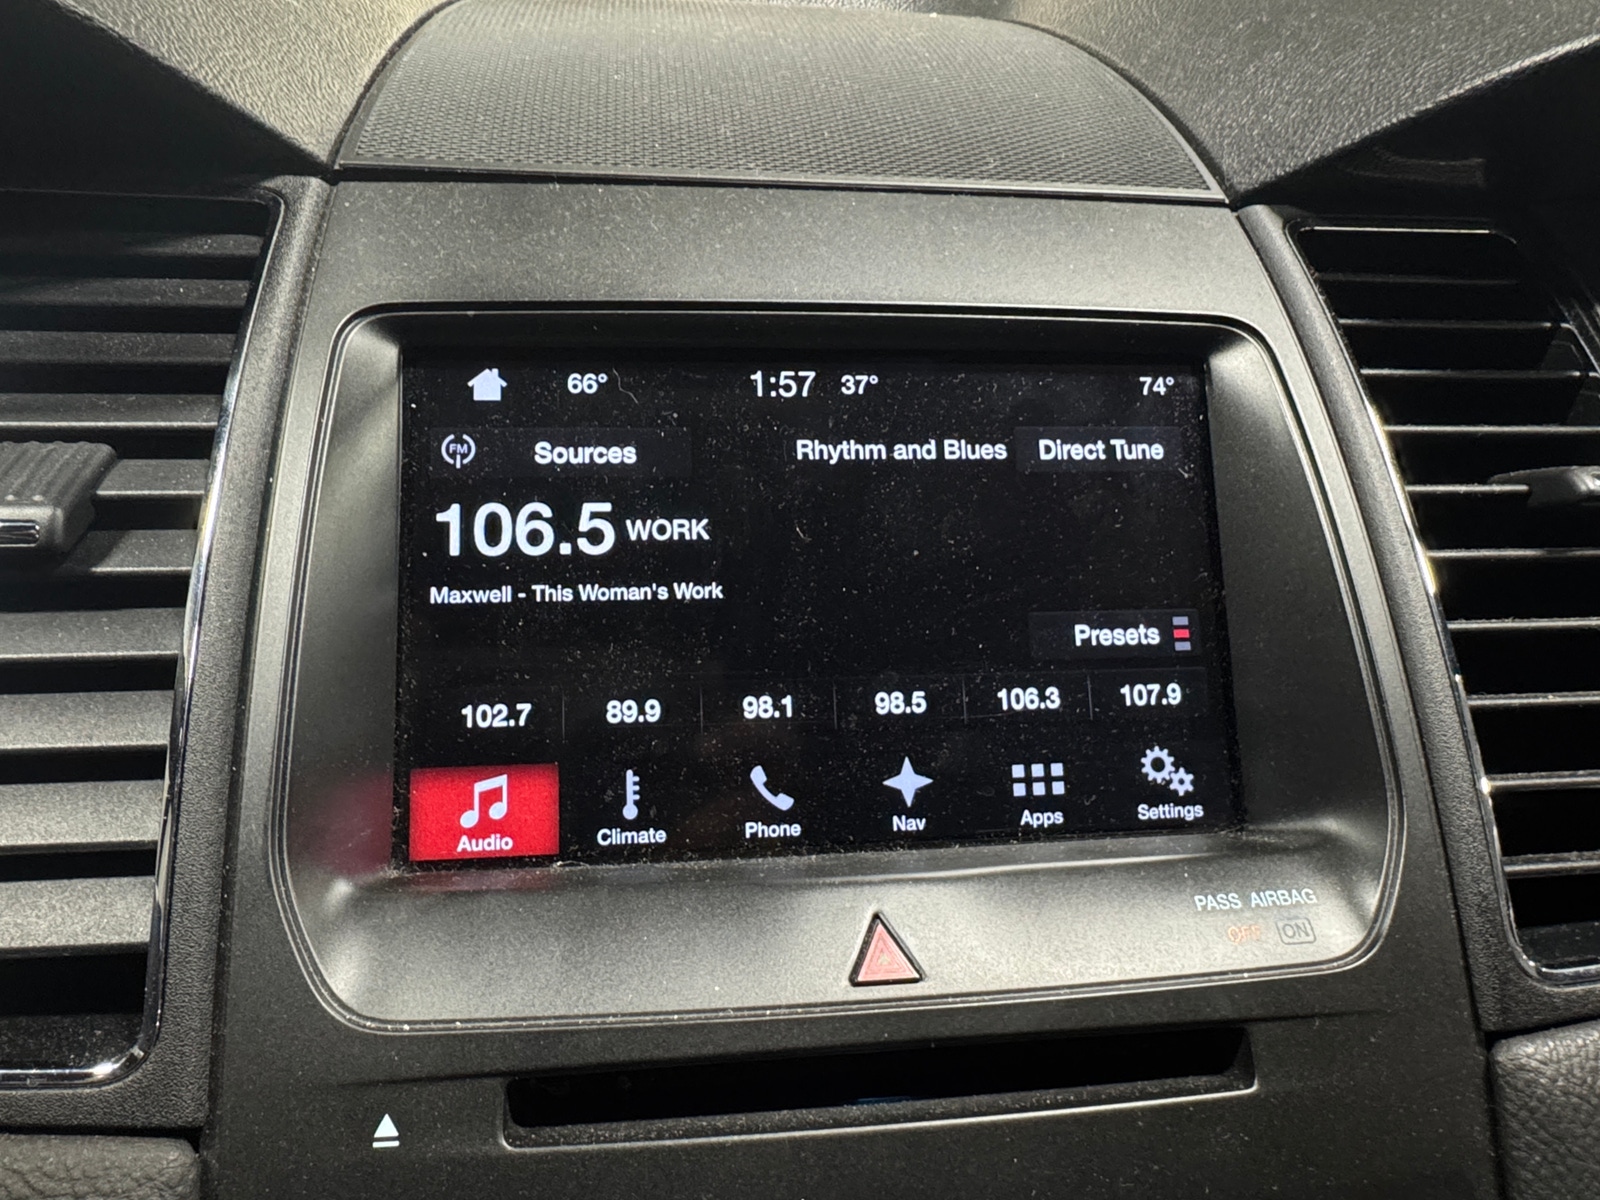 66° 1:57 37° 74°
FM Sources Rhythm and Blues Direct Tune
106.5 WORK
Maxwell - This Woman's Work
Presets
102.7 89.9 98.1 98.5 106.3 107.9
Audio Climate Phone Nav Apps Settings
PASS AIRBAG
OFF ON